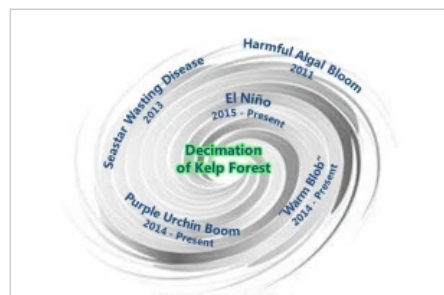 Harmful Algal Bloom
2011
Seastar Wasting Disease
2013
El Niño
2015 - Present
Decimation
of Kelp Forest
"Warm Blob"
2014 - Present
Purple Urchin Boom
2014 - Present